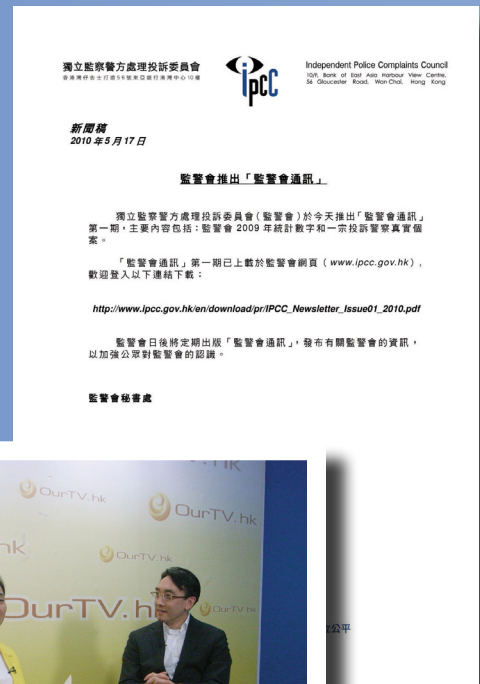 獨立監察警方處理投訴委員會
香港灣仔告士打道56號東亞銀行港灣中心10樓
ipcc
Independent Police Complaints Council
10/F, Bank of East Asia Harbour View Centre,
56 Gloucester Road, Wan Chai, Hong Kong
新聞稿
2010 年 5 月 17 日
監警會推出「監警會通訊」
獨立監察警方處理投訴委員會(監警會)於今天推出「監警會通訊」
第一期，主要內容包括：監警會 2009 年統計數字和一宗投訴警察真實個
案。
「監警會通訊」第一期已上載於監警會網頁（www.ipcc.gov.hk）,
歡迎登入以下連結下載：
http://www.ipcc.gov.hk/en/download/pr/IPCC_Newsletter_Issue01_2010.pdf
監警會日後將定期出版「監警會通訊」，發布有關監警會的資訊，
以加強公眾對監警會的認識。
監警會秘書處
OurTV.hk
OurTV.hk
hk
OurTV.hk
OurTV.h
OurTV.hk
公平